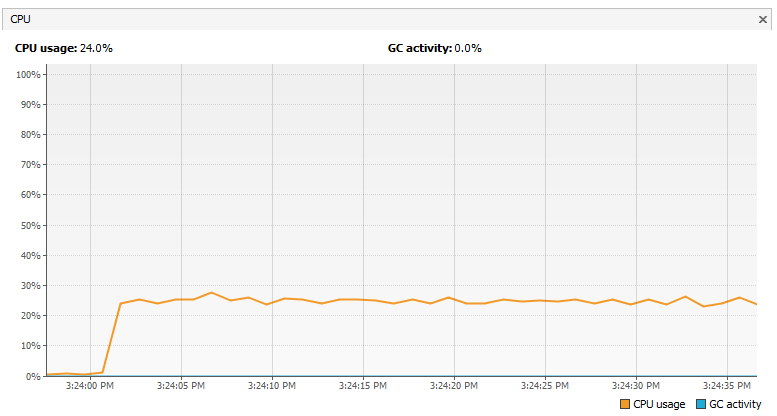 CPU
CPU usage: 24.0% GC activity: 0.0%
100%
90%
80%
70%
60%
50%
40%
30%
20%
10%
0%
3:24:00 PM 3:24:05 PM 3:24:10 PM 3:24:15 PM 3:24:20 PM 3:24:25 PM 3:24:30 PM 3:24:35 PM
CPU usage GC activity